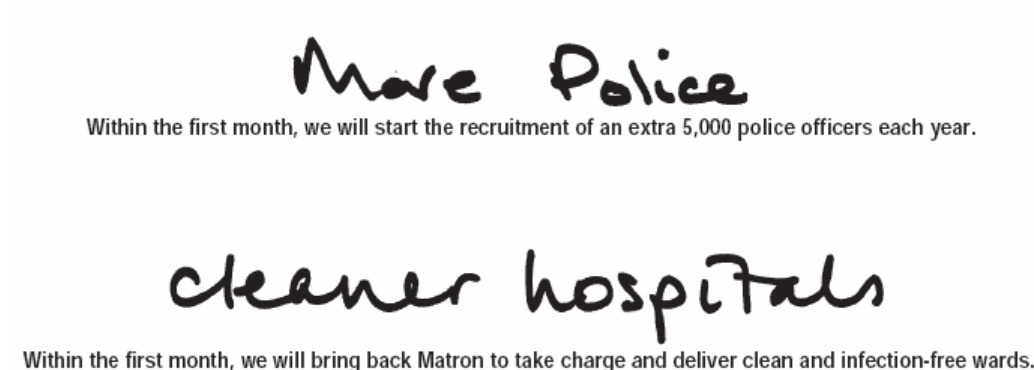 More Police
Within the first month, we will start the recruitment of an extra 5,000 police officers each year.
cleaner hospitals
Within the first month, we will bring back Matron to take charge and deliver clean and infection-free wards.